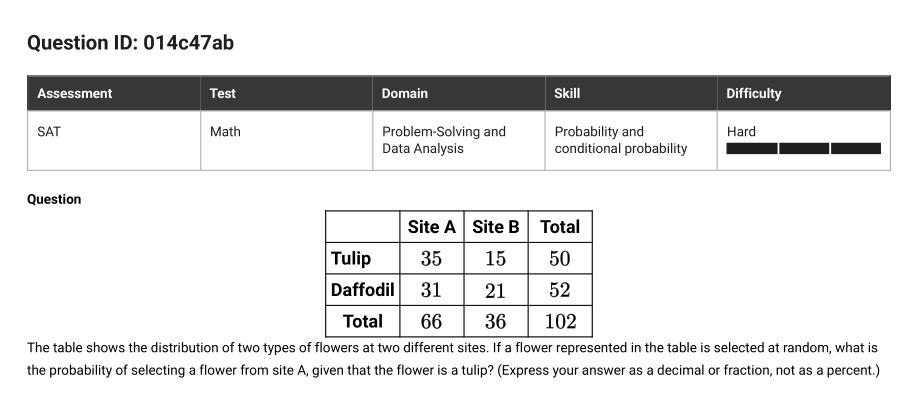 Question ID: 014c47ab
Assessment Test Domain Skill Difficulty
SAT Math Problem-Solving and Data Analysis Probability and conditional probability Hard
Question
Site A Site B Total
Tulip 35 15 50
Daffodil 31 21 52
Total 66 36 102
The table shows the distribution of two types of flowers at two different sites. If a flower represented in the table is selected at random, what is
the probability of selecting a flower from site A, given that the flower is a tulip? (Express your answer as a decimal or fraction, not as a percent.)